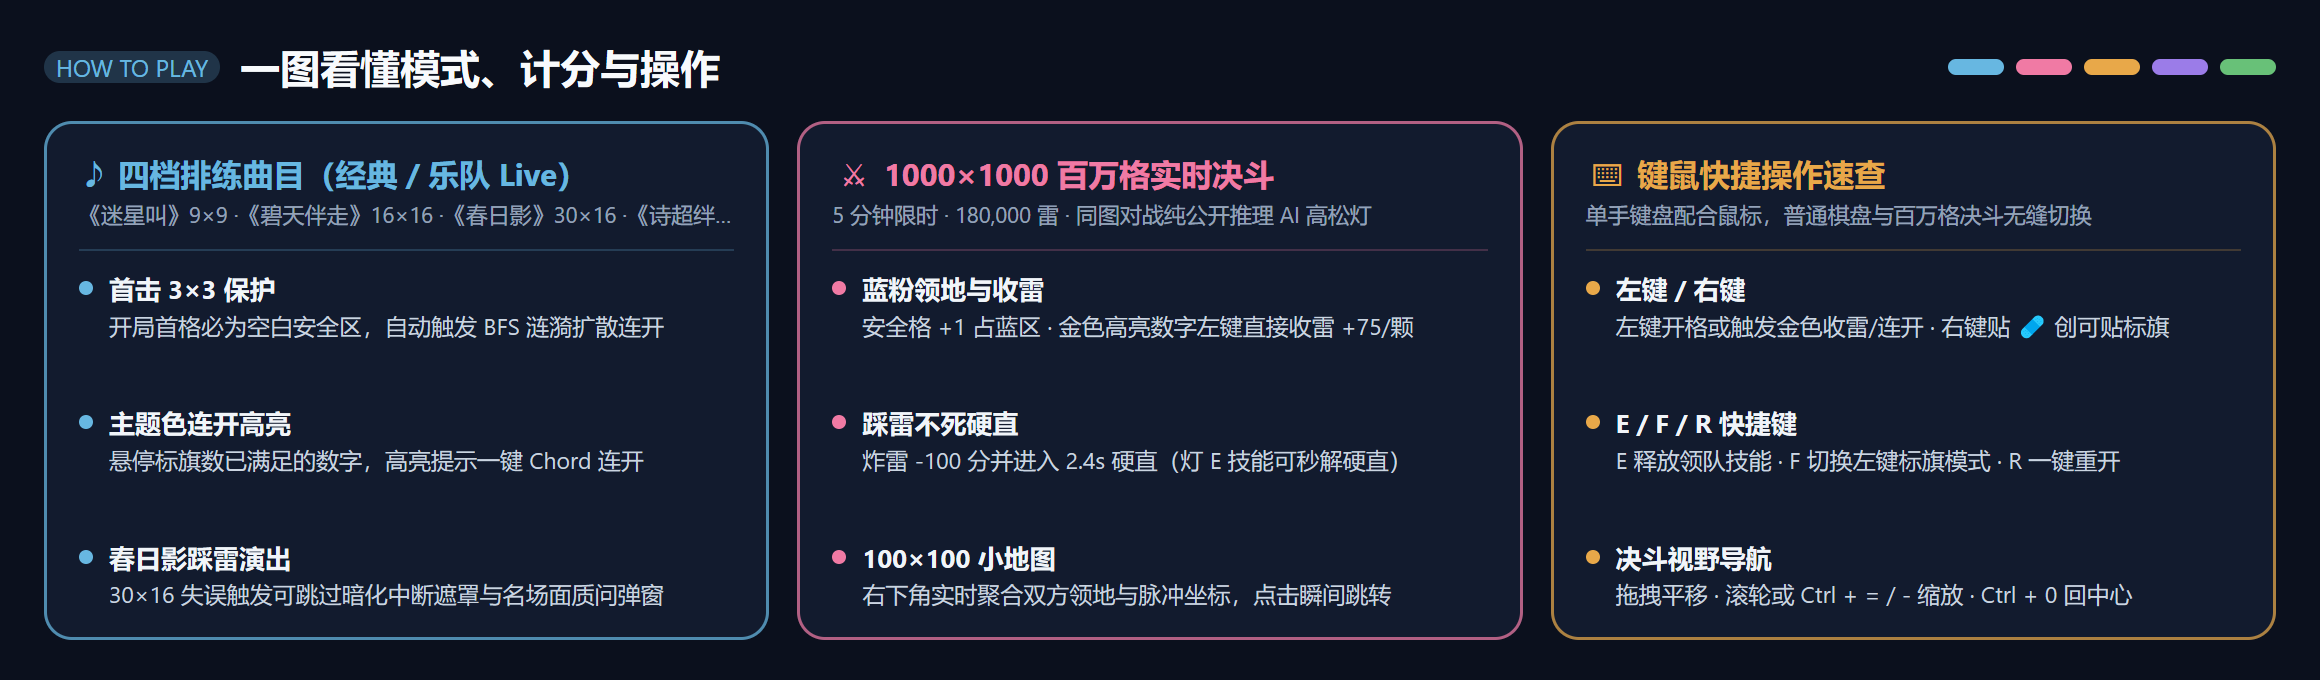 HOW TO PLAY 一图看懂模式、计分与操作
♪ 四档排练曲目（经典 / 乐队 Live）
《迷星叫》9×9 ·《碧天伴走》16×16 ·《春日影》30×16 ·《诗超绊...
首击 3×3 保护
开局首格必为空白安全区，自动触发 BFS 涟漪扩散连开
主题色连开高亮
悬停标旗数已满足的数字，高亮提示一键 Chord 连开
春日影踩雷演出
30×16 失误触发可跳过暗化中断遮罩与名场面质问弹窗
⚔ 1000×1000 百万格实时决斗
5 分钟限时 · 180,000 雷 · 同图对战纯公开推理 AI 高松灯
蓝粉领地与收雷
安全格 +1 占蓝区 · 金色高亮数字左键直接收雷 +75/颗
踩雷不死硬直
炸雷 -100 分并进入 2.4s 硬直（灯 E 技能可秒解硬直）
100×100 小地图
右下角实时聚合双方领地与脉冲坐标，点击瞬间跳转
⌨ 键鼠快捷操作速查
单手键盘配合鼠标，普通棋盘与百万格决斗无缝切换
左键 / 右键
左键开格或触发金色收雷/连开 · 右键贴 🩹 创可贴标旗
E / F / R 快捷键
E 释放领队技能 · F 切换左键标旗模式 · R 一键重开
决斗视野导航
拖拽平移 · 滚轮或 Ctrl + = / - 缩放 · Ctrl + 0 回中心